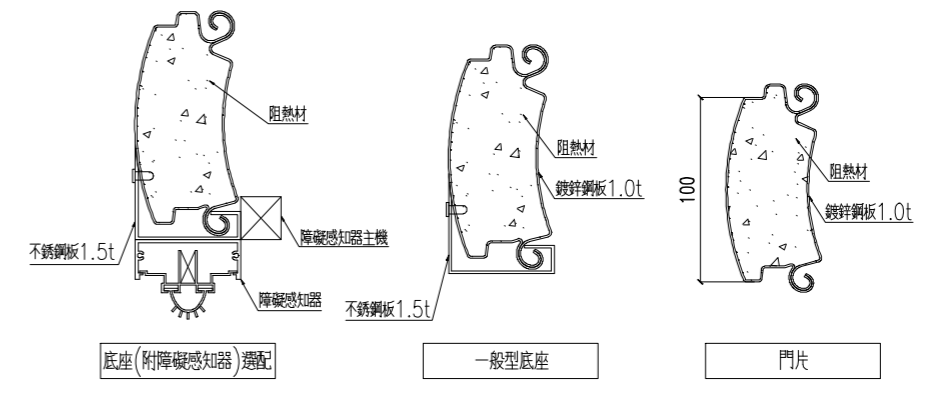 阻熱材
不銹鋼板1.5t
障礙感知器主機
障礙感知器
底座(附障礙感知器)選配
阻熱材
鍍鋅鋼板1.0t
不銹鋼板1.5t
一般型底座
100
阻熱材
鍍鋅鋼板1.0t
門片